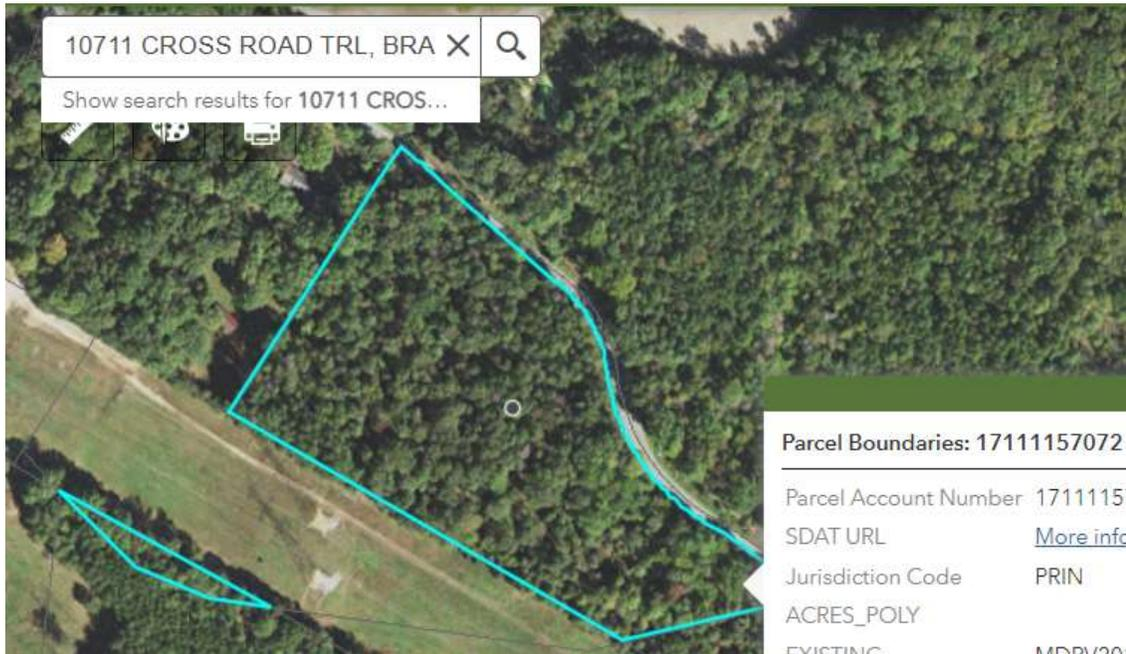 10711 CROSS ROAD TRL, BRA
Show search results for 10711 CROS...
Parcel Boundaries: 17111157072
Parcel Account Number 1711115
SDAT URL More info
Jurisdiction Code PRIN
ACRES_POLY
EXISTING